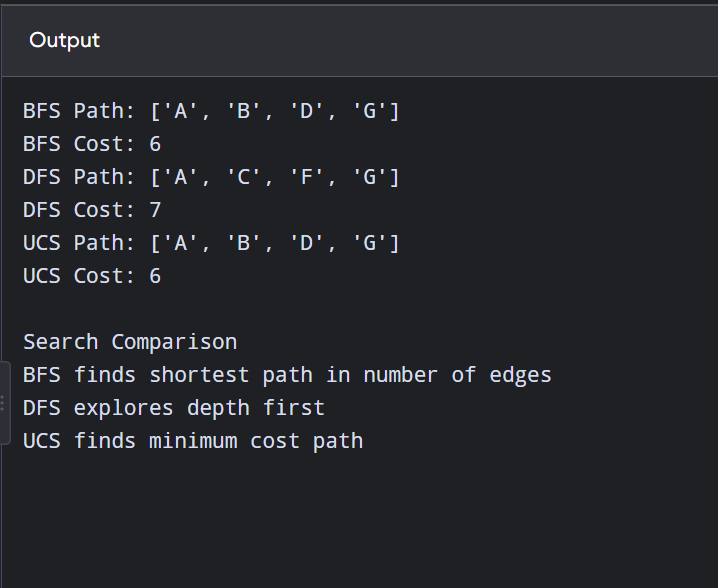 Output
BFS Path: ['A', 'B', 'D', 'G']
BFS Cost: 6
DFS Path: ['A', 'C', 'F', 'G']
DFS Cost: 7
UCS Path: ['A', 'B', 'D', 'G']
UCS Cost: 6
Search Comparison
BFS finds shortest path in number of edges
DFS explores depth first
UCS finds minimum cost path